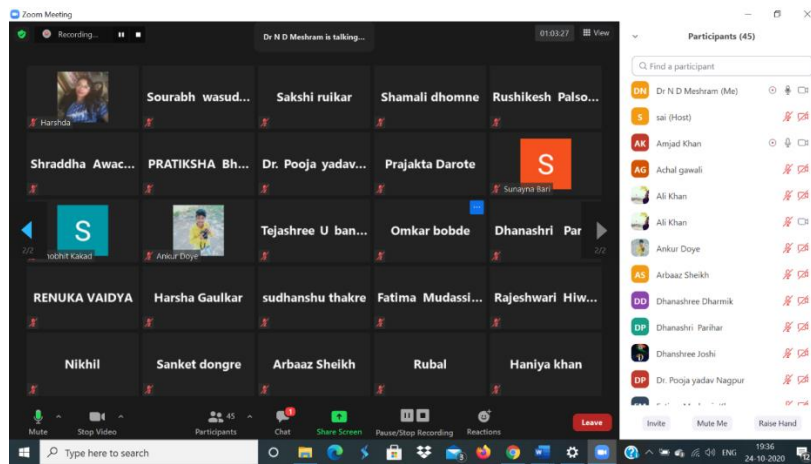 Zoom Meeting
Recording...
Dr N D Meshram is talking...
01:03:27 View
Harshda
Sourabh wasud...
Sakshi ruikar
Shamali dhomne
Rushikesh Palso...
Shraddha Awac...
PRATIKSHA Bh...
Dr. Pooja yadav...
Prajakta Darote
S
Sunayna Bari
S
hobhit Kakad
Ankur Doye
Tejashree U ban...
Omkar bobde
Dhanashri Par
2/2
2/2
RENUKA VAIDYA
Harsha Gaulkar
sudhanshu thakre
Fatima Mudassi...
Rajeshwari Hiw...
Nikhil
Sanket dongre
Arbaaz Sheikh
Rubal
Haniya khan
Mute
Stop Video
45
Participants
1
Chat
Share Screen
Pause/Stop Recording
Reactions
Leave
Participants (45)
Find a participant
DN Dr N D Meshram (Me)
S sai (Host)
AK Amjad Khan
AG Achal gawali
Ali Khan
Ali Khan
Ankur Doye
AS Arbaaz Sheikh
DD Dhanashree Dharmik
DP Dhanashri Parihar
Dhanshree Joshi
DP Dr. Pooja yadav Nagpur
Invite
Mute Me
Raise Hand
Type here to search
ENG
19:36
24-10-2020